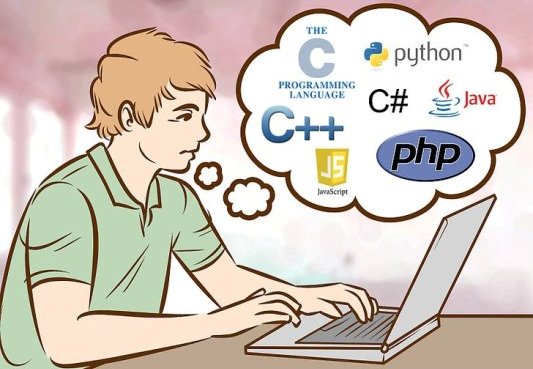 THE
C
PROGRAMMING
LANGUAGE
python™
C#
Java
C++
JS
JavaScript
php